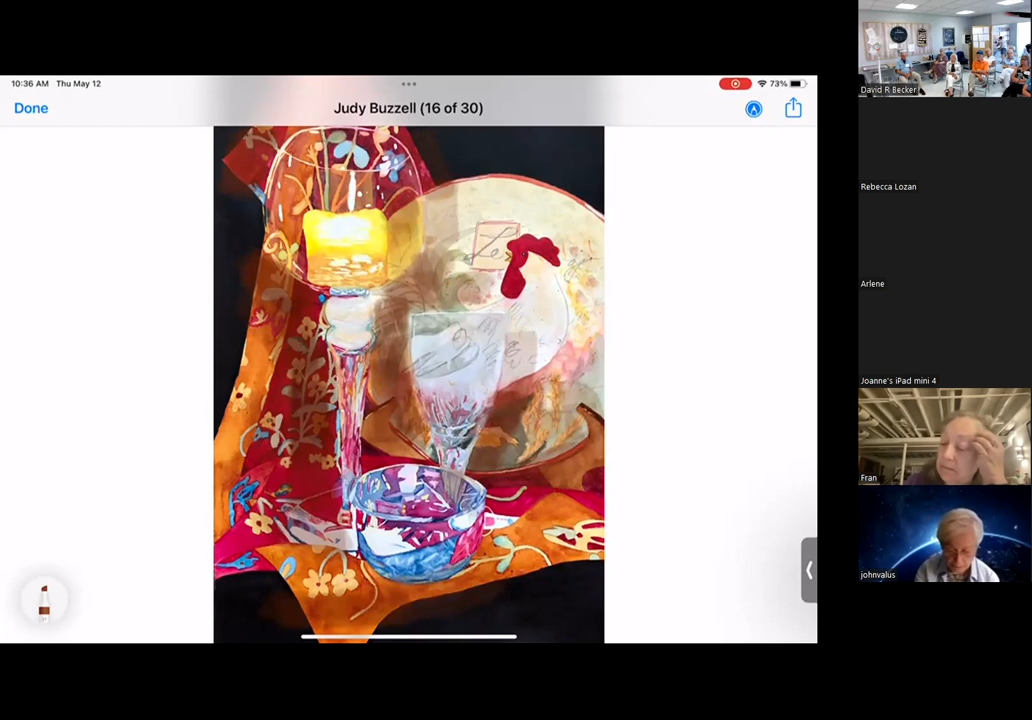 10:36 AM Thu May 12
73%
Done
Judy Buzzell (16 of 30)
Le
David R Becker
Rebecca Lozan
Arlene
Joanne's iPad mini 4
Fran
johnvalus